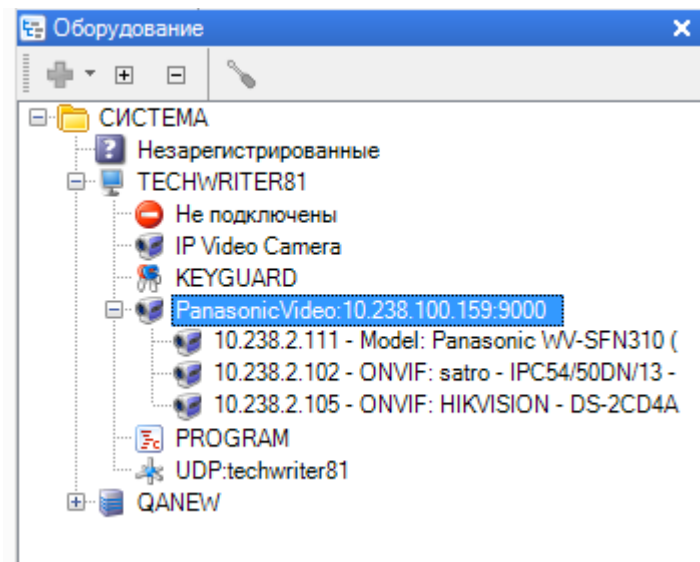 Оборудование
СИСТЕМА
Незарегистрированные
TECHWRITER81
Не подключены
IP Video Camera
KEYGUARD
PanasonicVideo:10.238.100.159:9000
10.238.2.111 - Model: Panasonic WV-SFN310 (
10.238.2.102 - ONVIF: satro - IPC54/50DN/13 -
10.238.2.105 - ONVIF: HIKVISION - DS-2CD4A
PROGRAM
UDP:techwriter81
QANEW